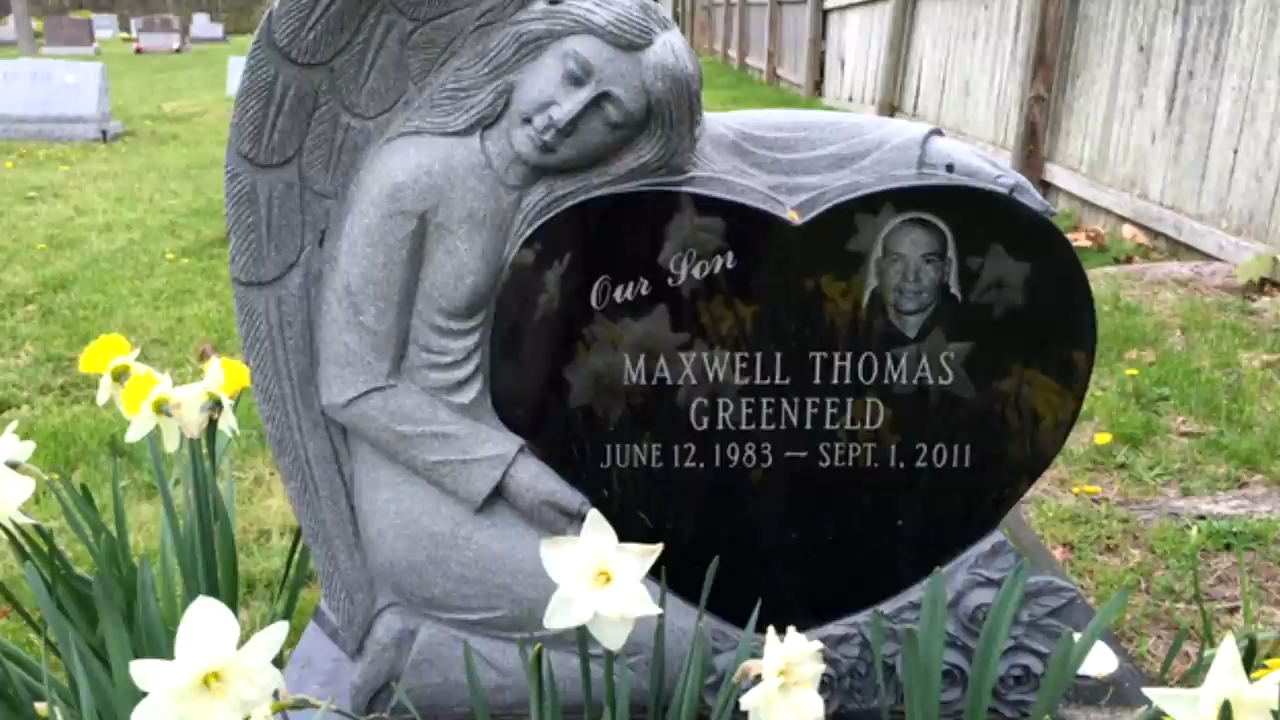 Our Son
MAXWELL THOMAS
GREENFELD
JUNE 12, 1983 — SEPT. 1, 2011